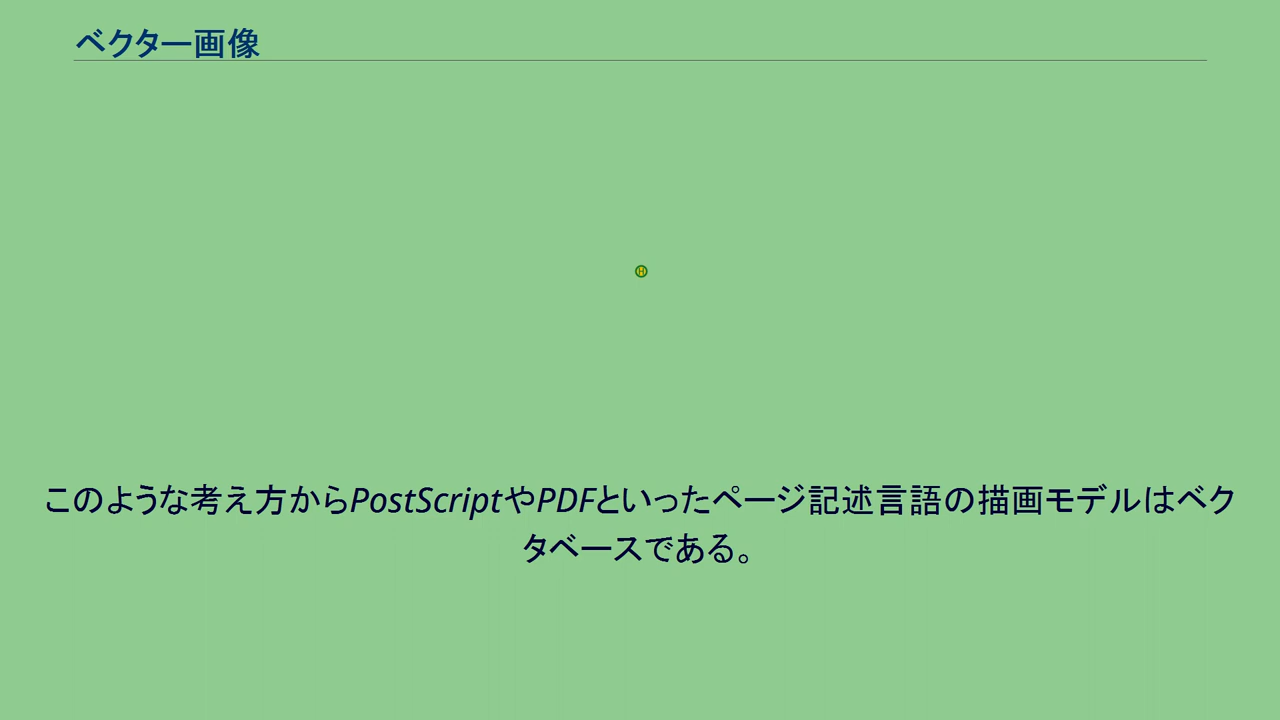 ベクター画像
H
このような考え方からPostScriptやPDFといったページ記述言語の描画モデルはベク
タベースである。